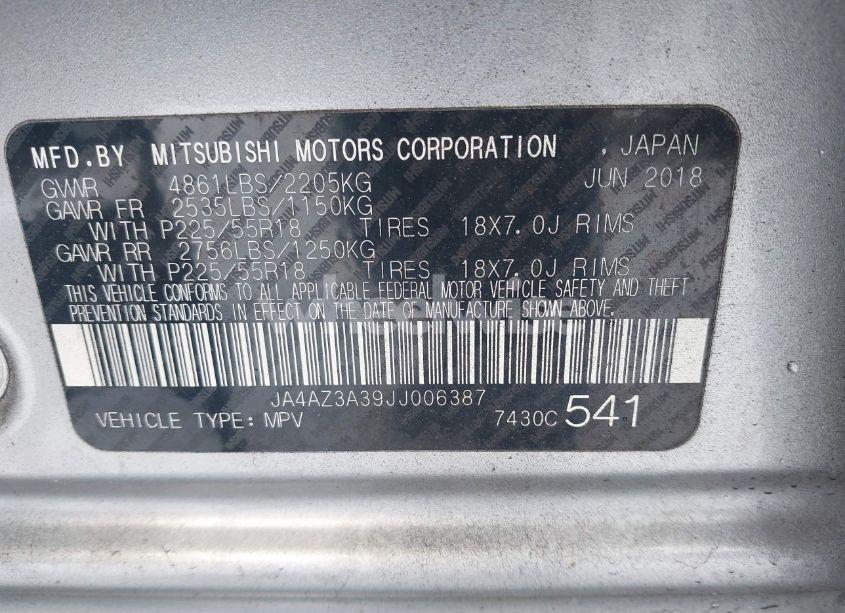 MFD.BY MITSUBISHI MOTORS CORPORATION , JAPAN
GVWR 4861LBS/2205KG JUN 2018
GAWR FR 2535LBS/1150KG
WITH P225/55R18 TIRES 18X7.0J RIMS
GAWR RR 2756LBS/1250KG
WITH P225/55R18 TIRES 18X7.0J RIMS
THIS VEHICLE CONFORMS TO ALL APPLICABLE FEDERAL MOTOR VEHICLE SAFETY AND THEFT
PREVENTION STANDARDS IN EFFECT ON THE DATE OF MANUFACTURE SHOWN ABOVE.
JA4AZ3A39JJ006387
VEHICLE TYPE: MPV 7430C 541